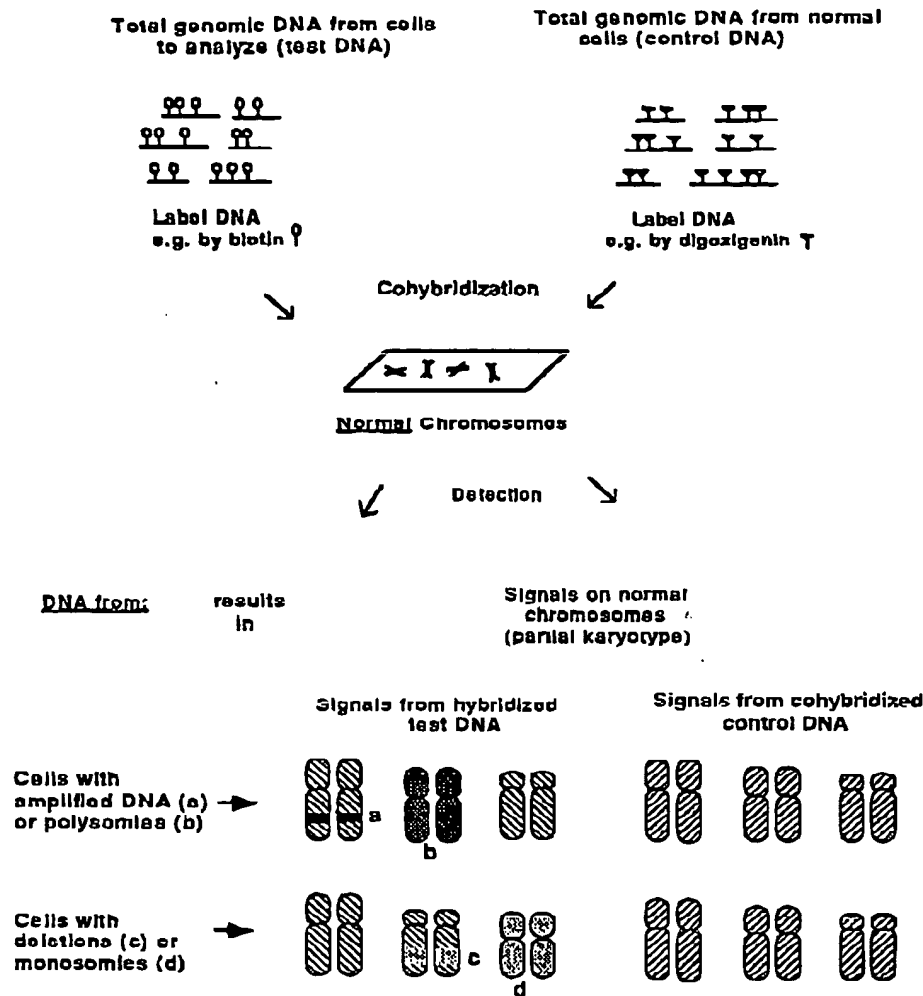 Total genomic DNA from cells
to analyze (test DNA)
Total genomic DNA from normal
cells (control DNA)
Label DNA
e.g. by biotin
Label DNA
e.g. by digoxigenin
Cohybridization
Normal Chromosomes
Detection
DNA from:
results
in
Signals on normal
chromosomes
(partial karyotype)
Signals from hybridized
test DNA
Signals from cohybridized
control DNA
Cells with
amplified DNA (a)
or polysomies (b)
a
b
Cells with
deletions (c) or
monosomies (d)
c
d